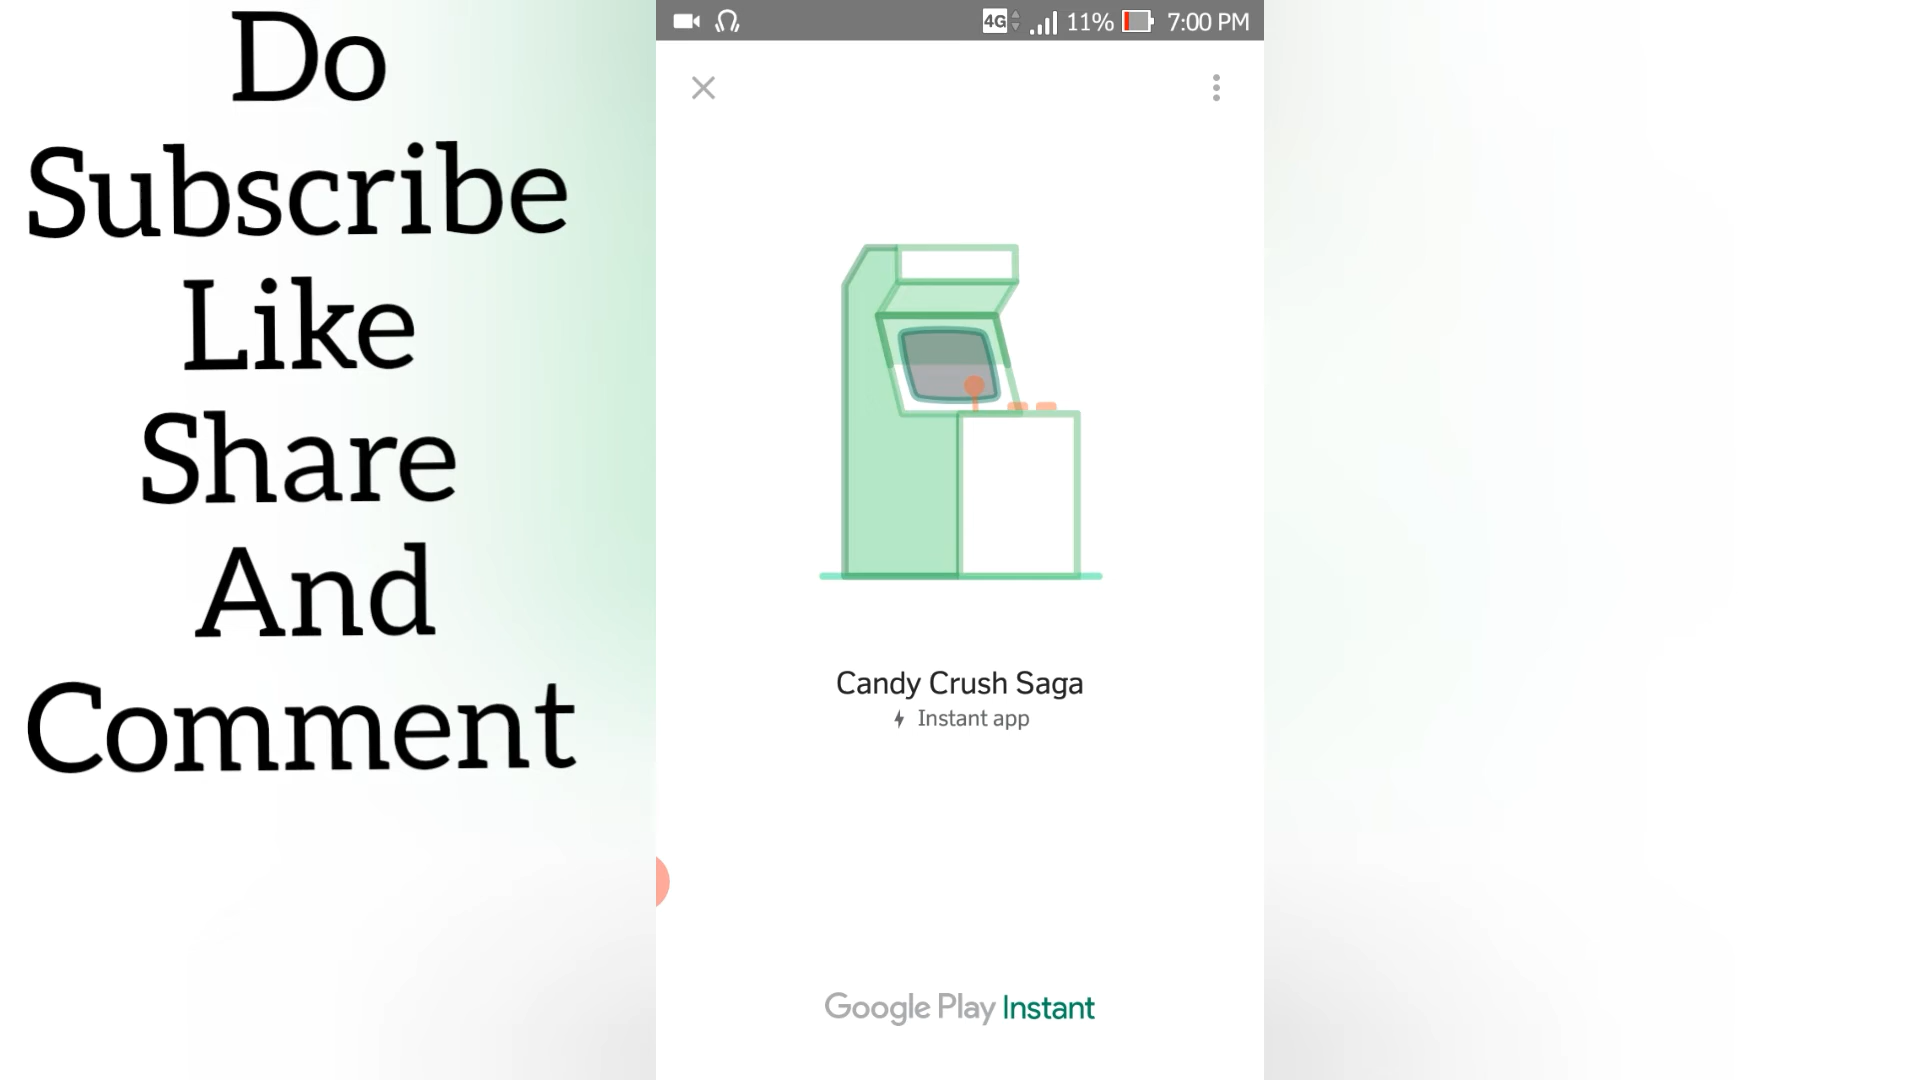 Do
Subscribe
Like
Share
And
Comment
4G 11% 7:00 PM
Candy Crush Saga
Instant app
Google Play Instant